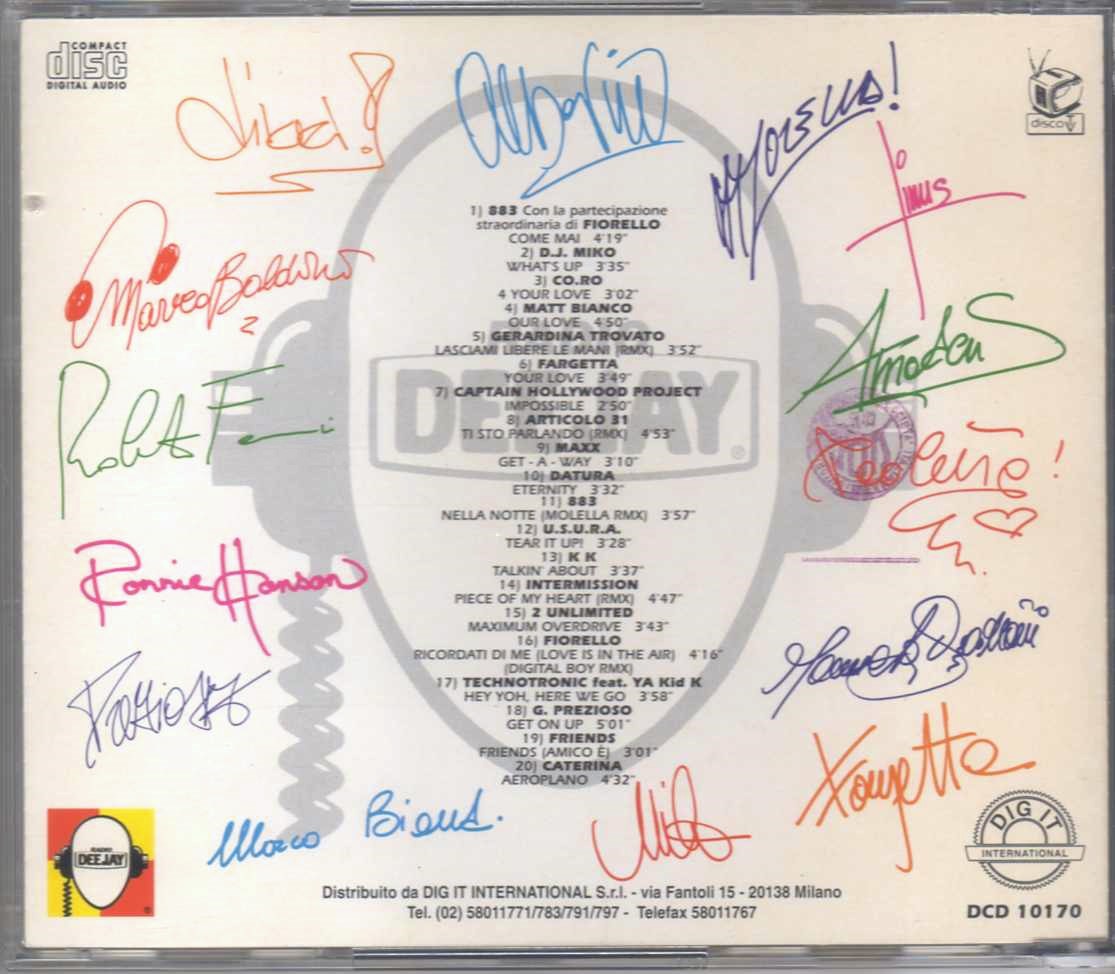 COMPACT
disc
DIGITAL AUDIO
disco
Molella!
Linus
Marco Baldini
Amadeus
Roberto Ferrari
Ronnie Hanson
1) 883 Con la partecipazione
straordinaria di FIORELLO
COME MAI 4'19"
2) D.J. MIKO
WHAT'S UP 3'35"
3) CO.RO
4 YOUR LOVE 3'02"
4) MATT BIANCO
OUR LOVE 4'50"
5) GERARDINA TROVATO
LASCIAMI LIBERE LE MANI (RMX) 3'52"
6) FARGETTA
YOUR LOVE 3'49"
7) CAPTAIN HOLLYWOOD PROJECT
IMPOSSIBLE 2'50"
8) ARTICOLO 31
TI STO PARLANDO (RMX) 4'53"
9) MAXX
GET - A - WAY 3'10"
10) DATURA
ETERNITY 3'32"
11) 883
NELLA NOTTE (MOLELLA RMX) 3'57"
12) U.S.U.R.A.
TEAR IT UP! 3'28"
13) K K
TALKIN' ABOUT 3'37"
14) INTERMISSION
PIECE OF MY HEART (RMX) 4'47"
15) 2 UNLIMITED
MAXIMUM OVERDRIVE 3'43"
16) FIORELLO
RICORDATI DI ME (LOVE IS IN THE AIR) 4'16"
(DIGITAL BOY RMX)
17) TECHNOTRONIC feat. YA Kid K
HEY YOH, HERE WE GO 3'58"
18) G. PREZIOSO
GET ON UP 5'01"
19) FRIENDS
FRIENDS (AMICO È) 3'01"
20) CATERINA
AEROPLANO 4'32"
DEEJAY®
Fargetta
Marco Biondi.
RADIO
DEEJAY
®
DIG IT
INTERNATIONAL
Distribuito da DIG IT INTERNATIONAL S.r.l. - via Fantoli 15 - 20138 Milano
Tel. (02) 58011771/783/791/797 - Telefax 58011767
DCD 10170